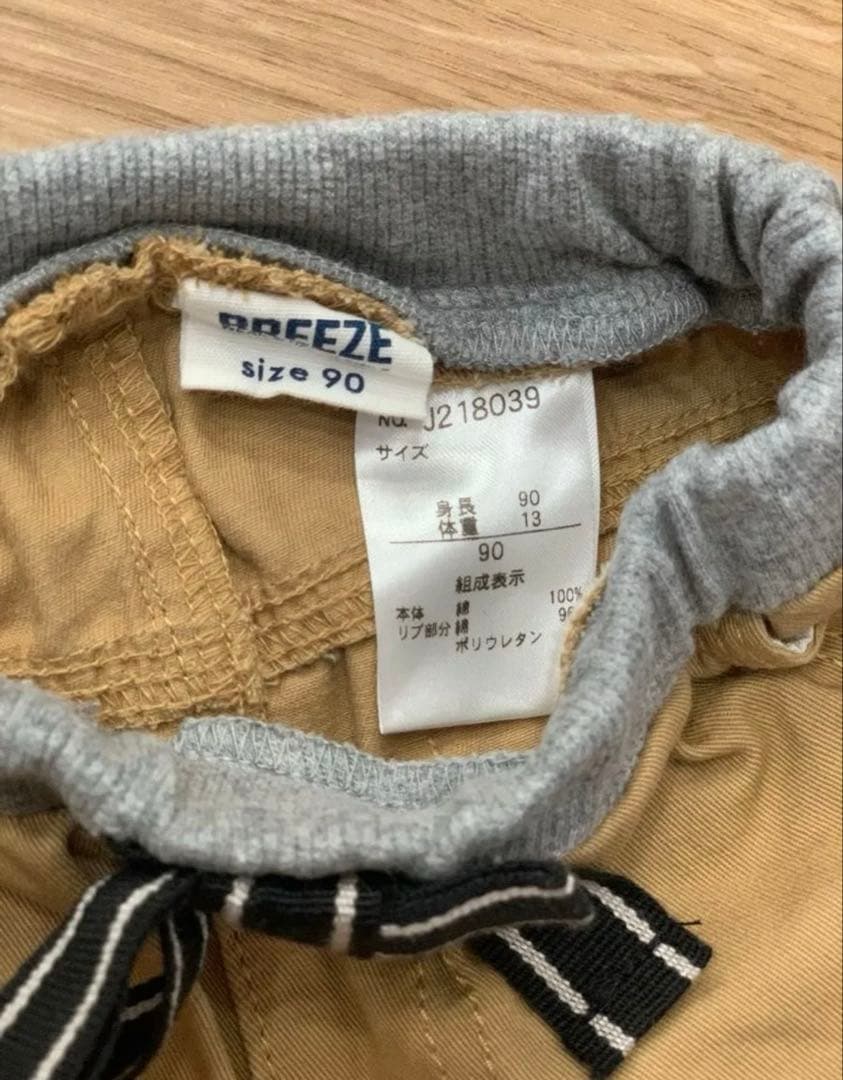 BREEZE
size 90
NO. J218039
サイズ
身長 90
体重 13
90
組成表示
本体 綿 100%
リブ部分 綿
ポリウレタン